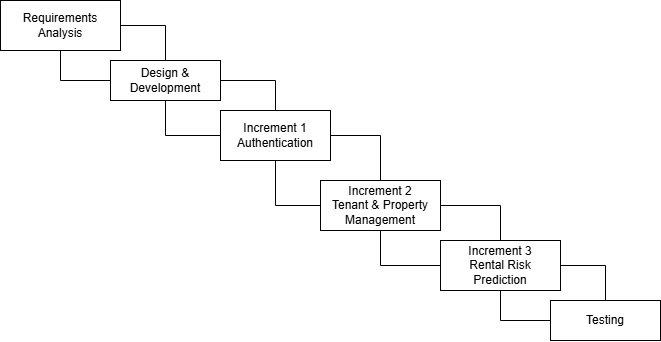 Requirements
Analysis
Design &
Development
Increment 1
Authentication
Increment 2
Tenant & Property
Management
Increment 3
Rental Risk
Prediction
Testing